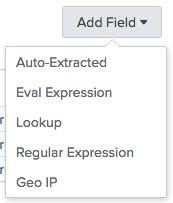 Add Field
Auto-Extracted
Eval Expression
Lookup
Regular Expression
Geo IP